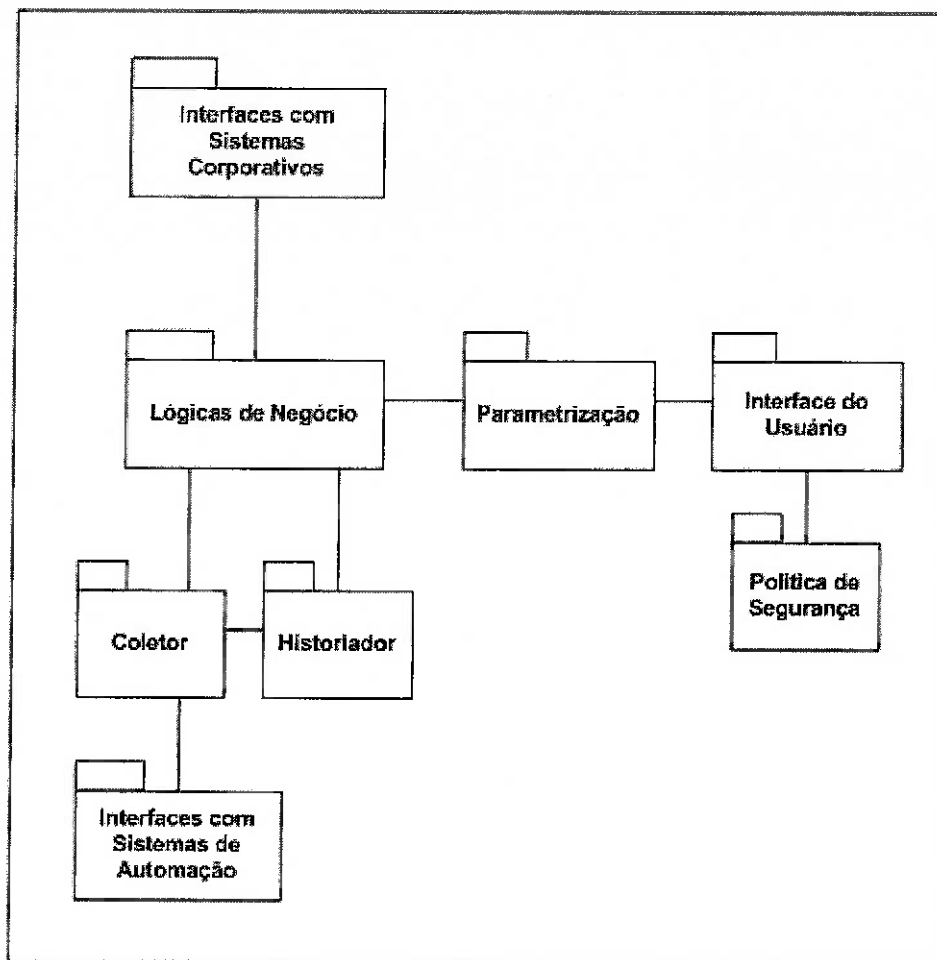 Interfaces com
Sistemas
Corporativos
Lógicas de Negócio
Parametrização
Interface do
Usuário
Política de
Segurança
Coletor
Historiador
Interfaces com
Sistemas de
Automação